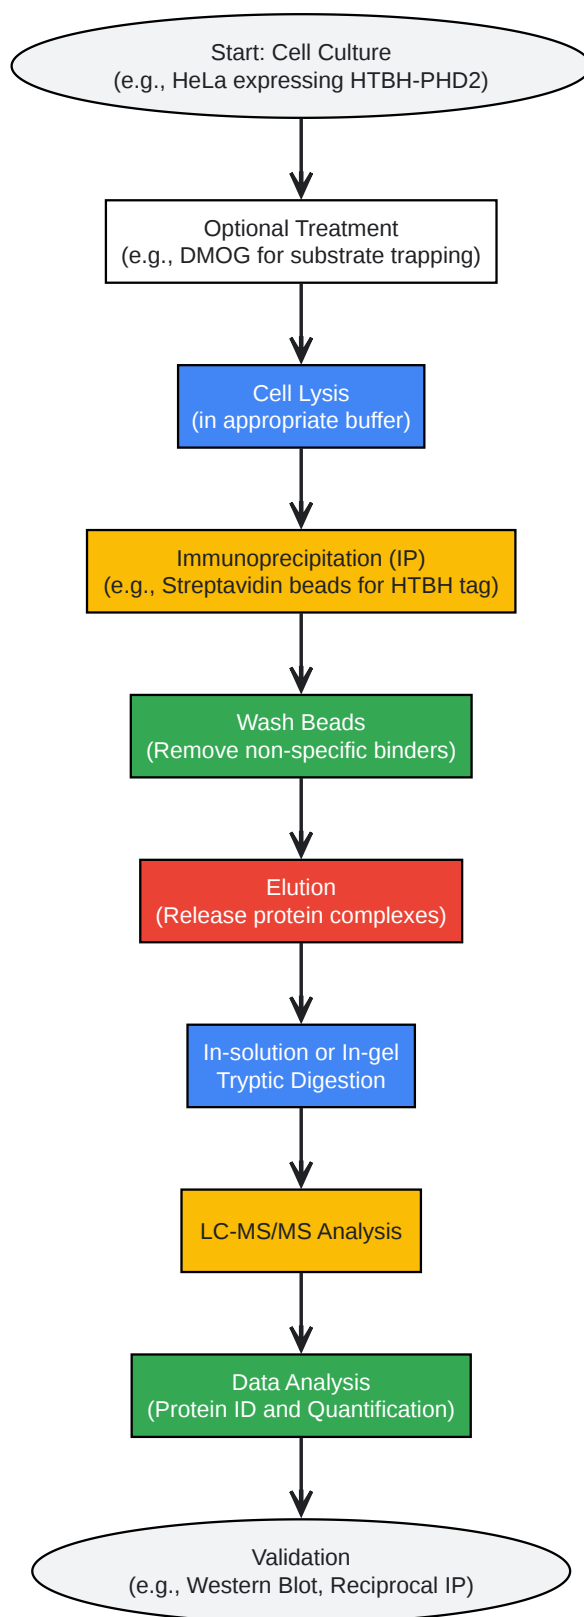 Start: Cell Culture
(e.g., HeLa expressing HTBH-PHD2)
Optional Treatment
(e.g., DMOG for substrate trapping)
Cell Lysis
(in appropriate buffer)
Immunoprecipitation (IP)
(e.g., Streptavidin beads for HTBH tag)
Wash Beads
(Remove non-specific binders)
Elution
(Release protein complexes)
In-solution or In-gel
Tryptic Digestion
LC-MS/MS Analysis
Data Analysis
(Protein ID and Quantification)
Validation
(e.g., Western Blot, Reciprocal IP)